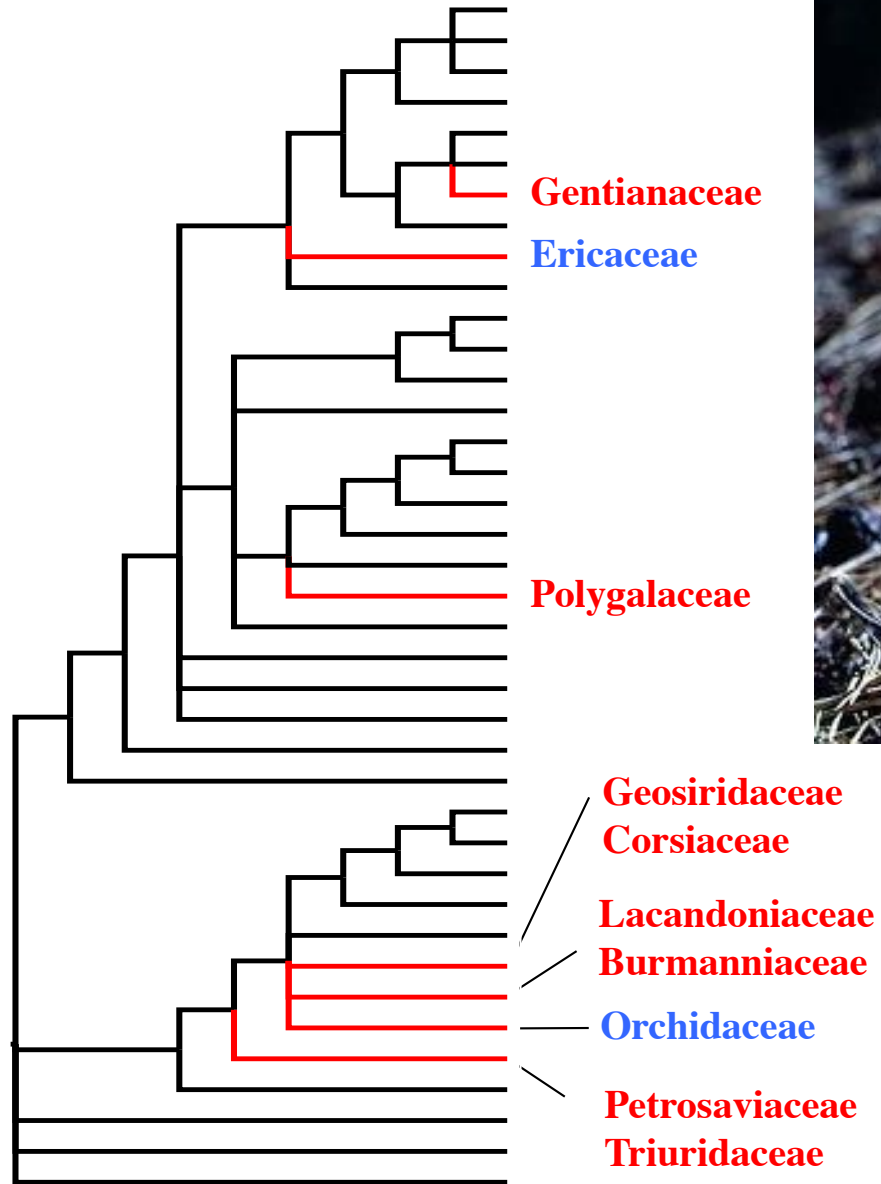 Gentianaceae
Ericaceae
Polygalaceae
Geosiridaceae
Corsiaceae
Lacandoniaceae
Burmanniaceae
Orchidaceae
Petrosaviaceae
Triuridaceae